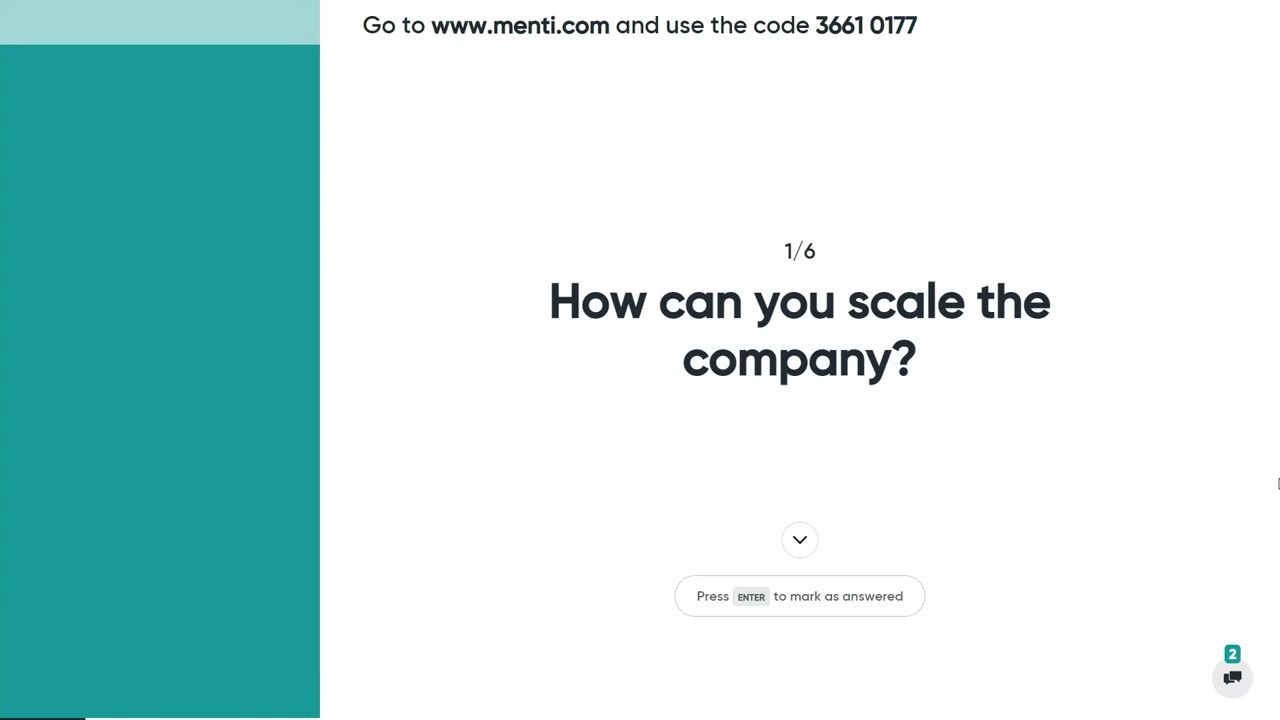 Go to www.menti.com and use the code 3661 0177
1/6
How can you scale the
company?
Press ENTER to mark as answered
2